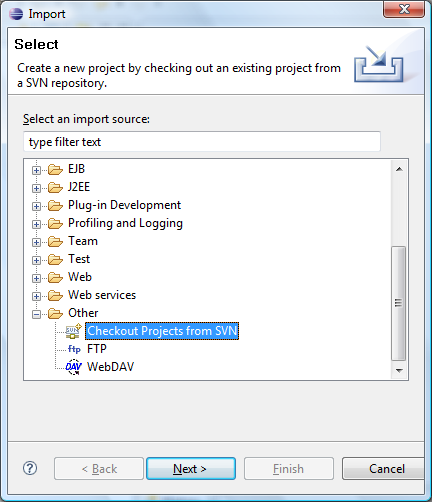 Import
Select
Create a new project by checking out an existing project from
a SVN repository.
Select an import source:
type filter text
EJB
J2EE
Plug-in Development
Profiling and Logging
Team
Test
Web
Web services
Other
SVN Checkout Projects from SVN
ftp FTP
DAV WebDAV
? < Back Next > Finish Cancel